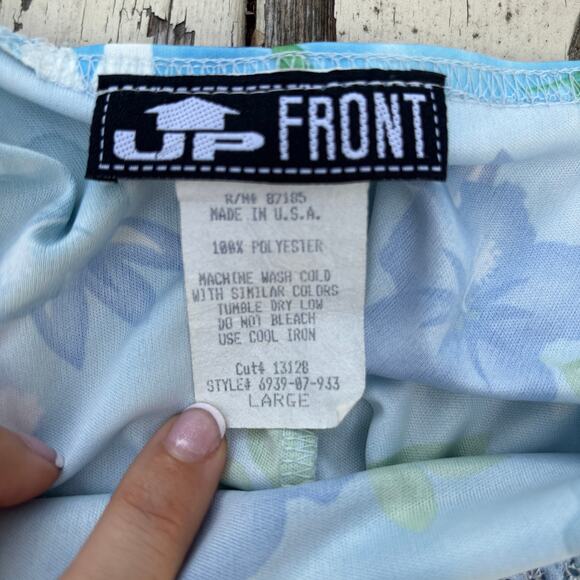 UP FRONT
R/N# 87185
MADE IN U.S.A.
100% POLYESTER
MACHINE WASH COLD
WITH SIMILAR COLORS
TUMBLE DRY LOW
DO NOT BLEACH
USE COOL IRON
Cut# 13128
STYLE# 6939-07-933
LARGE